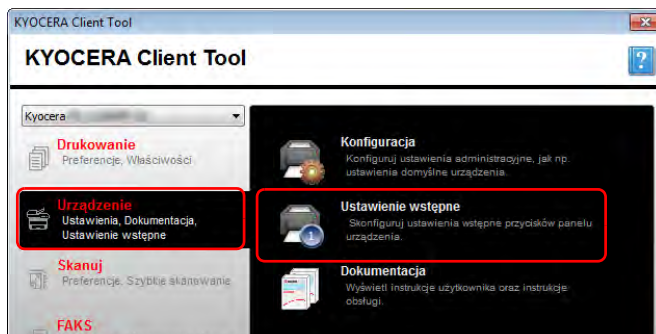 KYOCERA Client Tool
KYOCERA Client Tool
Kyocera
Drukowanie
Preferencje, Właściwości
Urządzenie
Ustawienia, Dokumentacja,
Ustawienie wstępne
Skanuj
Preferencje, Szybkie skanowanie
FAKS
Konfiguracja
Konfiguruj ustawienia administracyjne, jak np.
ustawienia domyślne urządzenia.
Ustawienie wstępne
Skonfiguruj ustawienia wstępne przycisków panelu
urządzenia.
Dokumentacja
Wyświetl instrukcje użytkownika oraz instrukcje
obsługi.